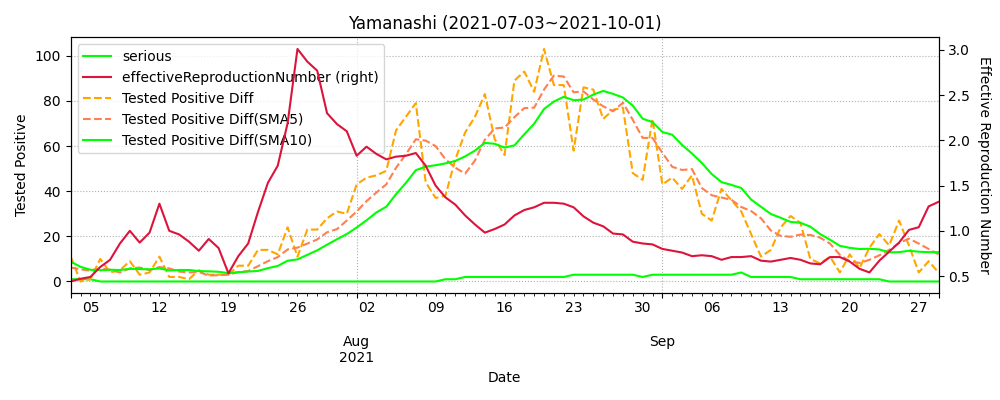 Yamanashi (2021-07-03~2021-10-01)
serious
effectiveReproductionNumber (right)
Tested Positive Diff
Tested Positive Diff(SMA5)
Tested Positive Diff(SMA10)
Tested Positive
100
80
60
40
20
0
3.0
2.5
2.0
1.5
1.0
0.5
Effective Reproduction Number
05 12 19 26 02 09 16 23 30 06 13 20 27
Aug Sep
2021
Date